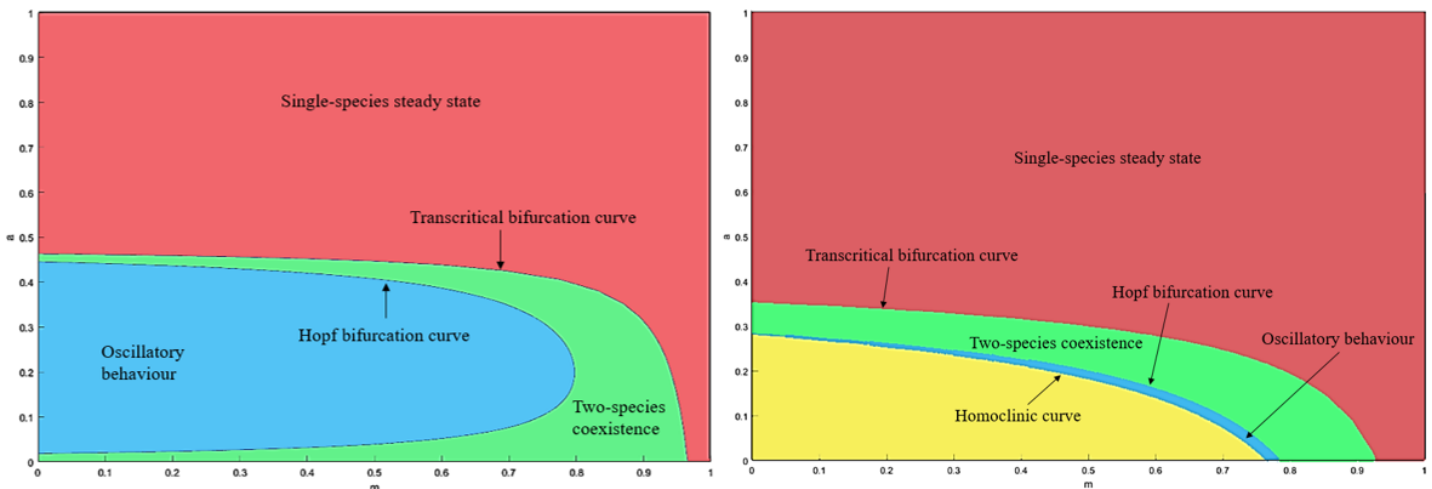 1
0.9
0.8
0.7
0.6
0.5
0.4
0.3
0.2
0.1
0
a
0 0.1 0.2 0.3 0.4 0.5 0.6 0.7 0.8 0.9 1
m
Single-species steady state
Transcritical bifurcation curve
Hopf bifurcation curve
Oscillatory
behaviour
Two-species
coexistence
1
0.9
0.8
0.7
0.6
0.5
0.4
0.3
0.2
0.1
0
a
0 0.1 0.2 0.3 0.4 0.5 0.6 0.7 0.8 0.9 1
m
Single-species steady state
Transcritical bifurcation curve
Hopf bifurcation curve
Oscillatory behaviour
Two-species coexistence
Homoclinic curve